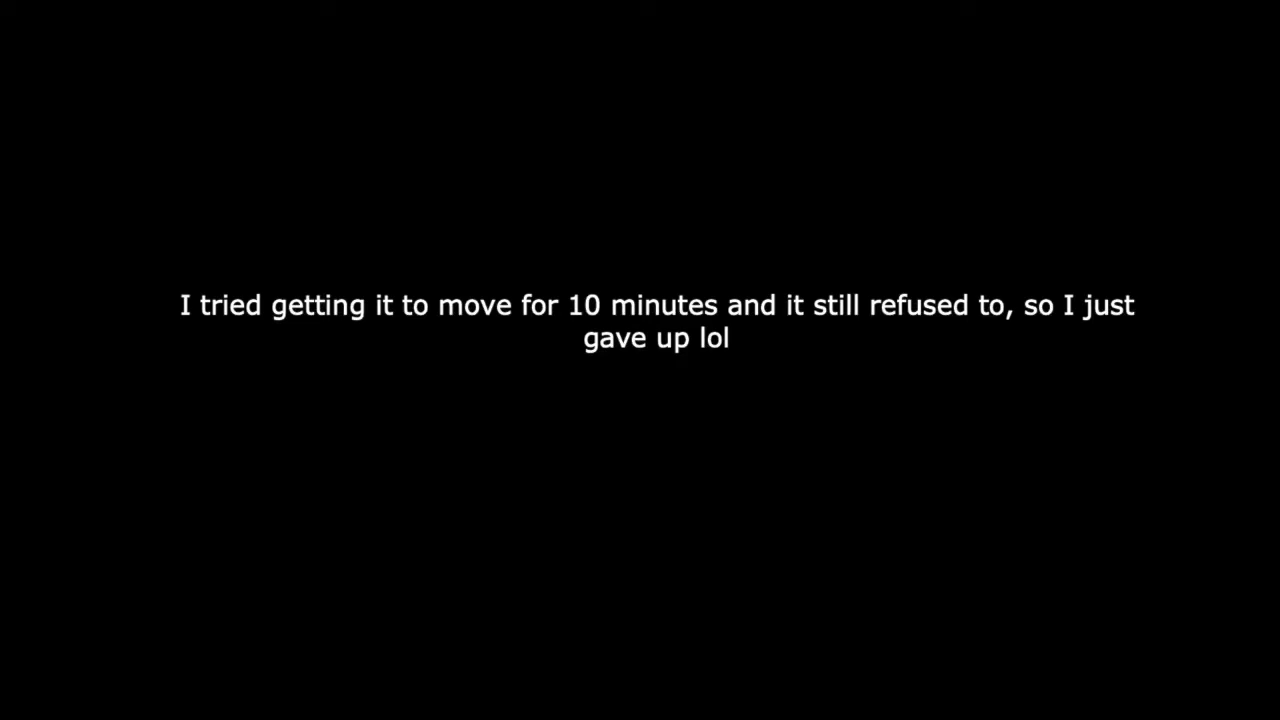 I tried getting it to move for 10 minutes and it still refused to, so I just
gave up lol